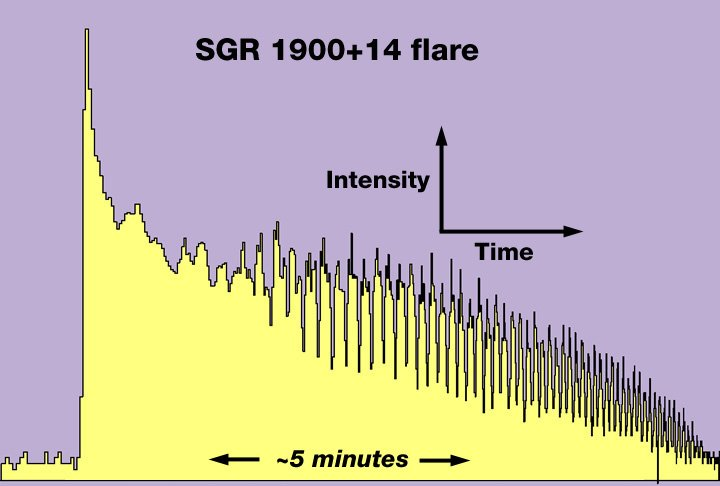 SGR 1900+14 flare
Intensity
Time
~5 minutes